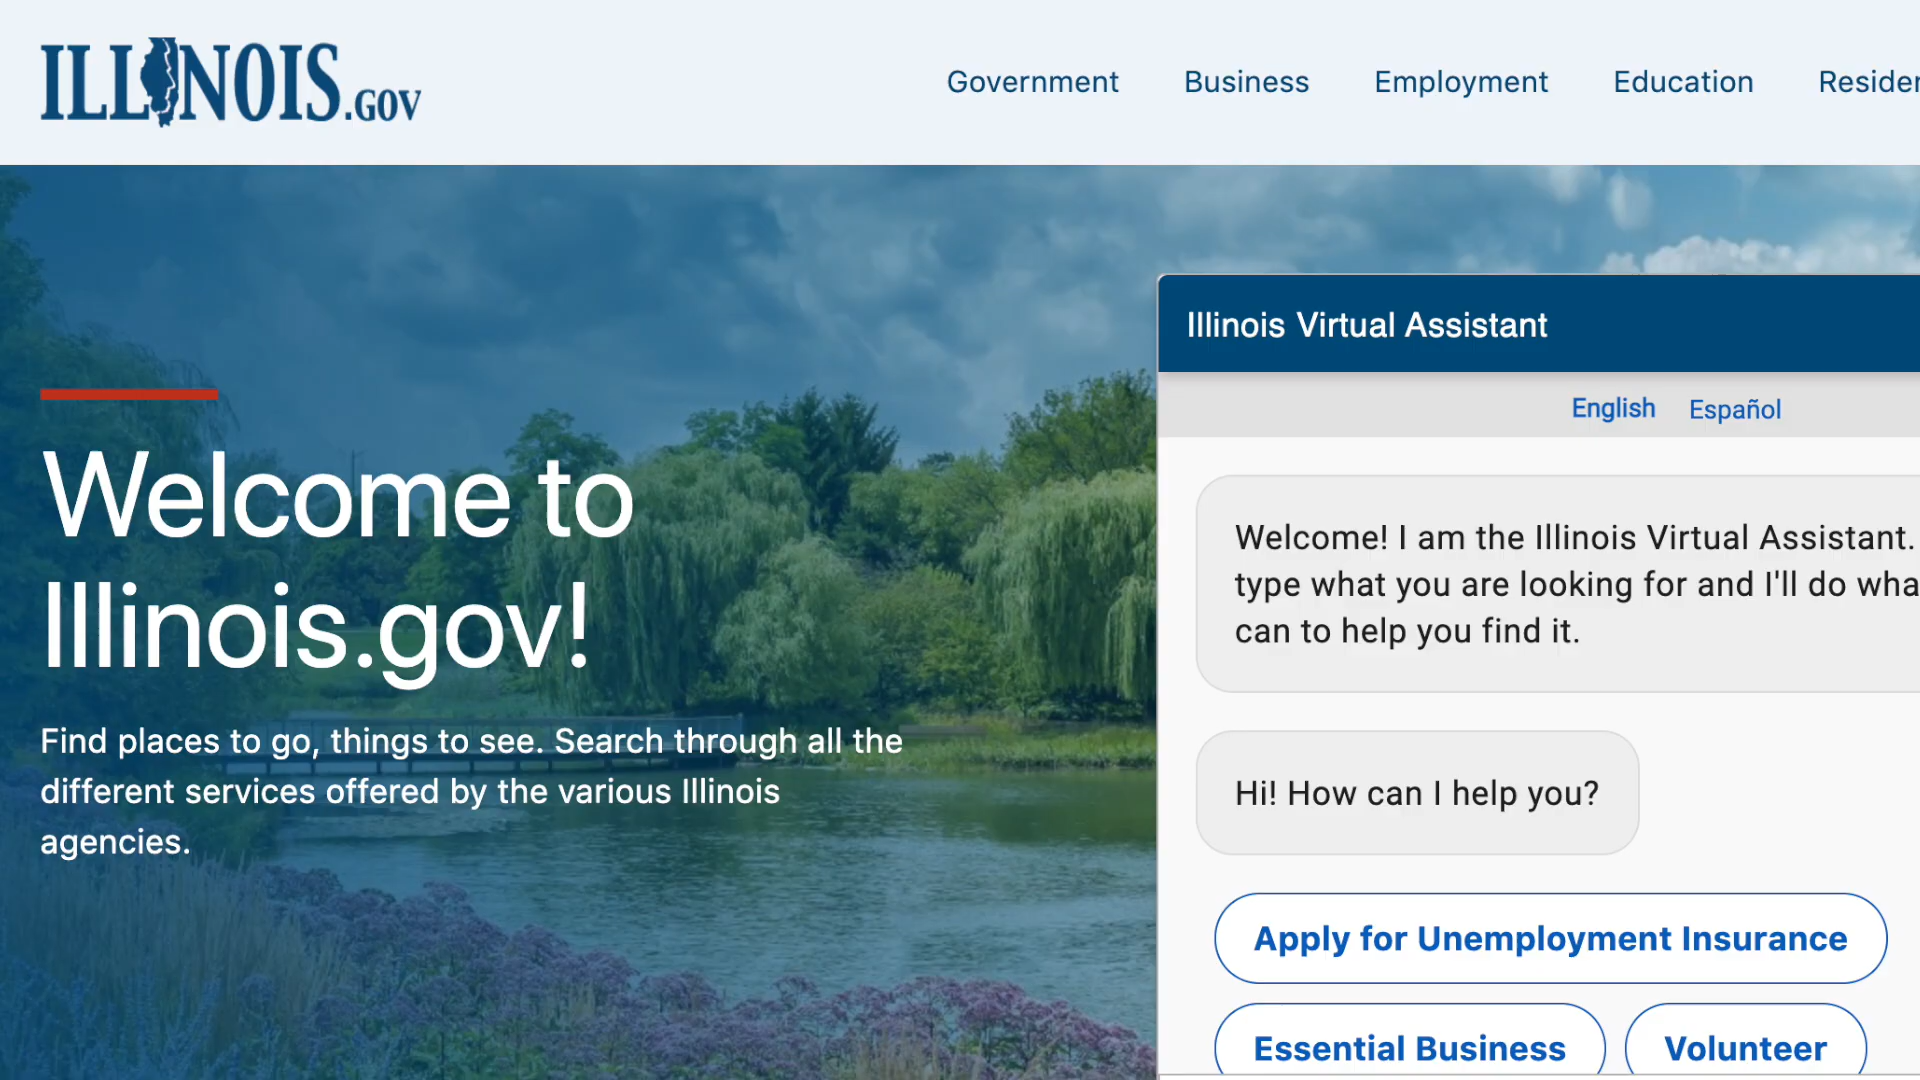 ILLINOIS.GOV
Government Business Employment Education
Welcome to
Illinois.gov!
Find places to go, things to see. Search through all the
different services offered by the various Illinois
agencies.
Illinois Virtual Assistant
English Español
Welcome! I am the Illinois Virtual Assistant.
type what you are looking for and I'll do
can to help you find it.
Hi! How can I help you?
Apply for Unemployment Insurance
Essential Business Volunteer